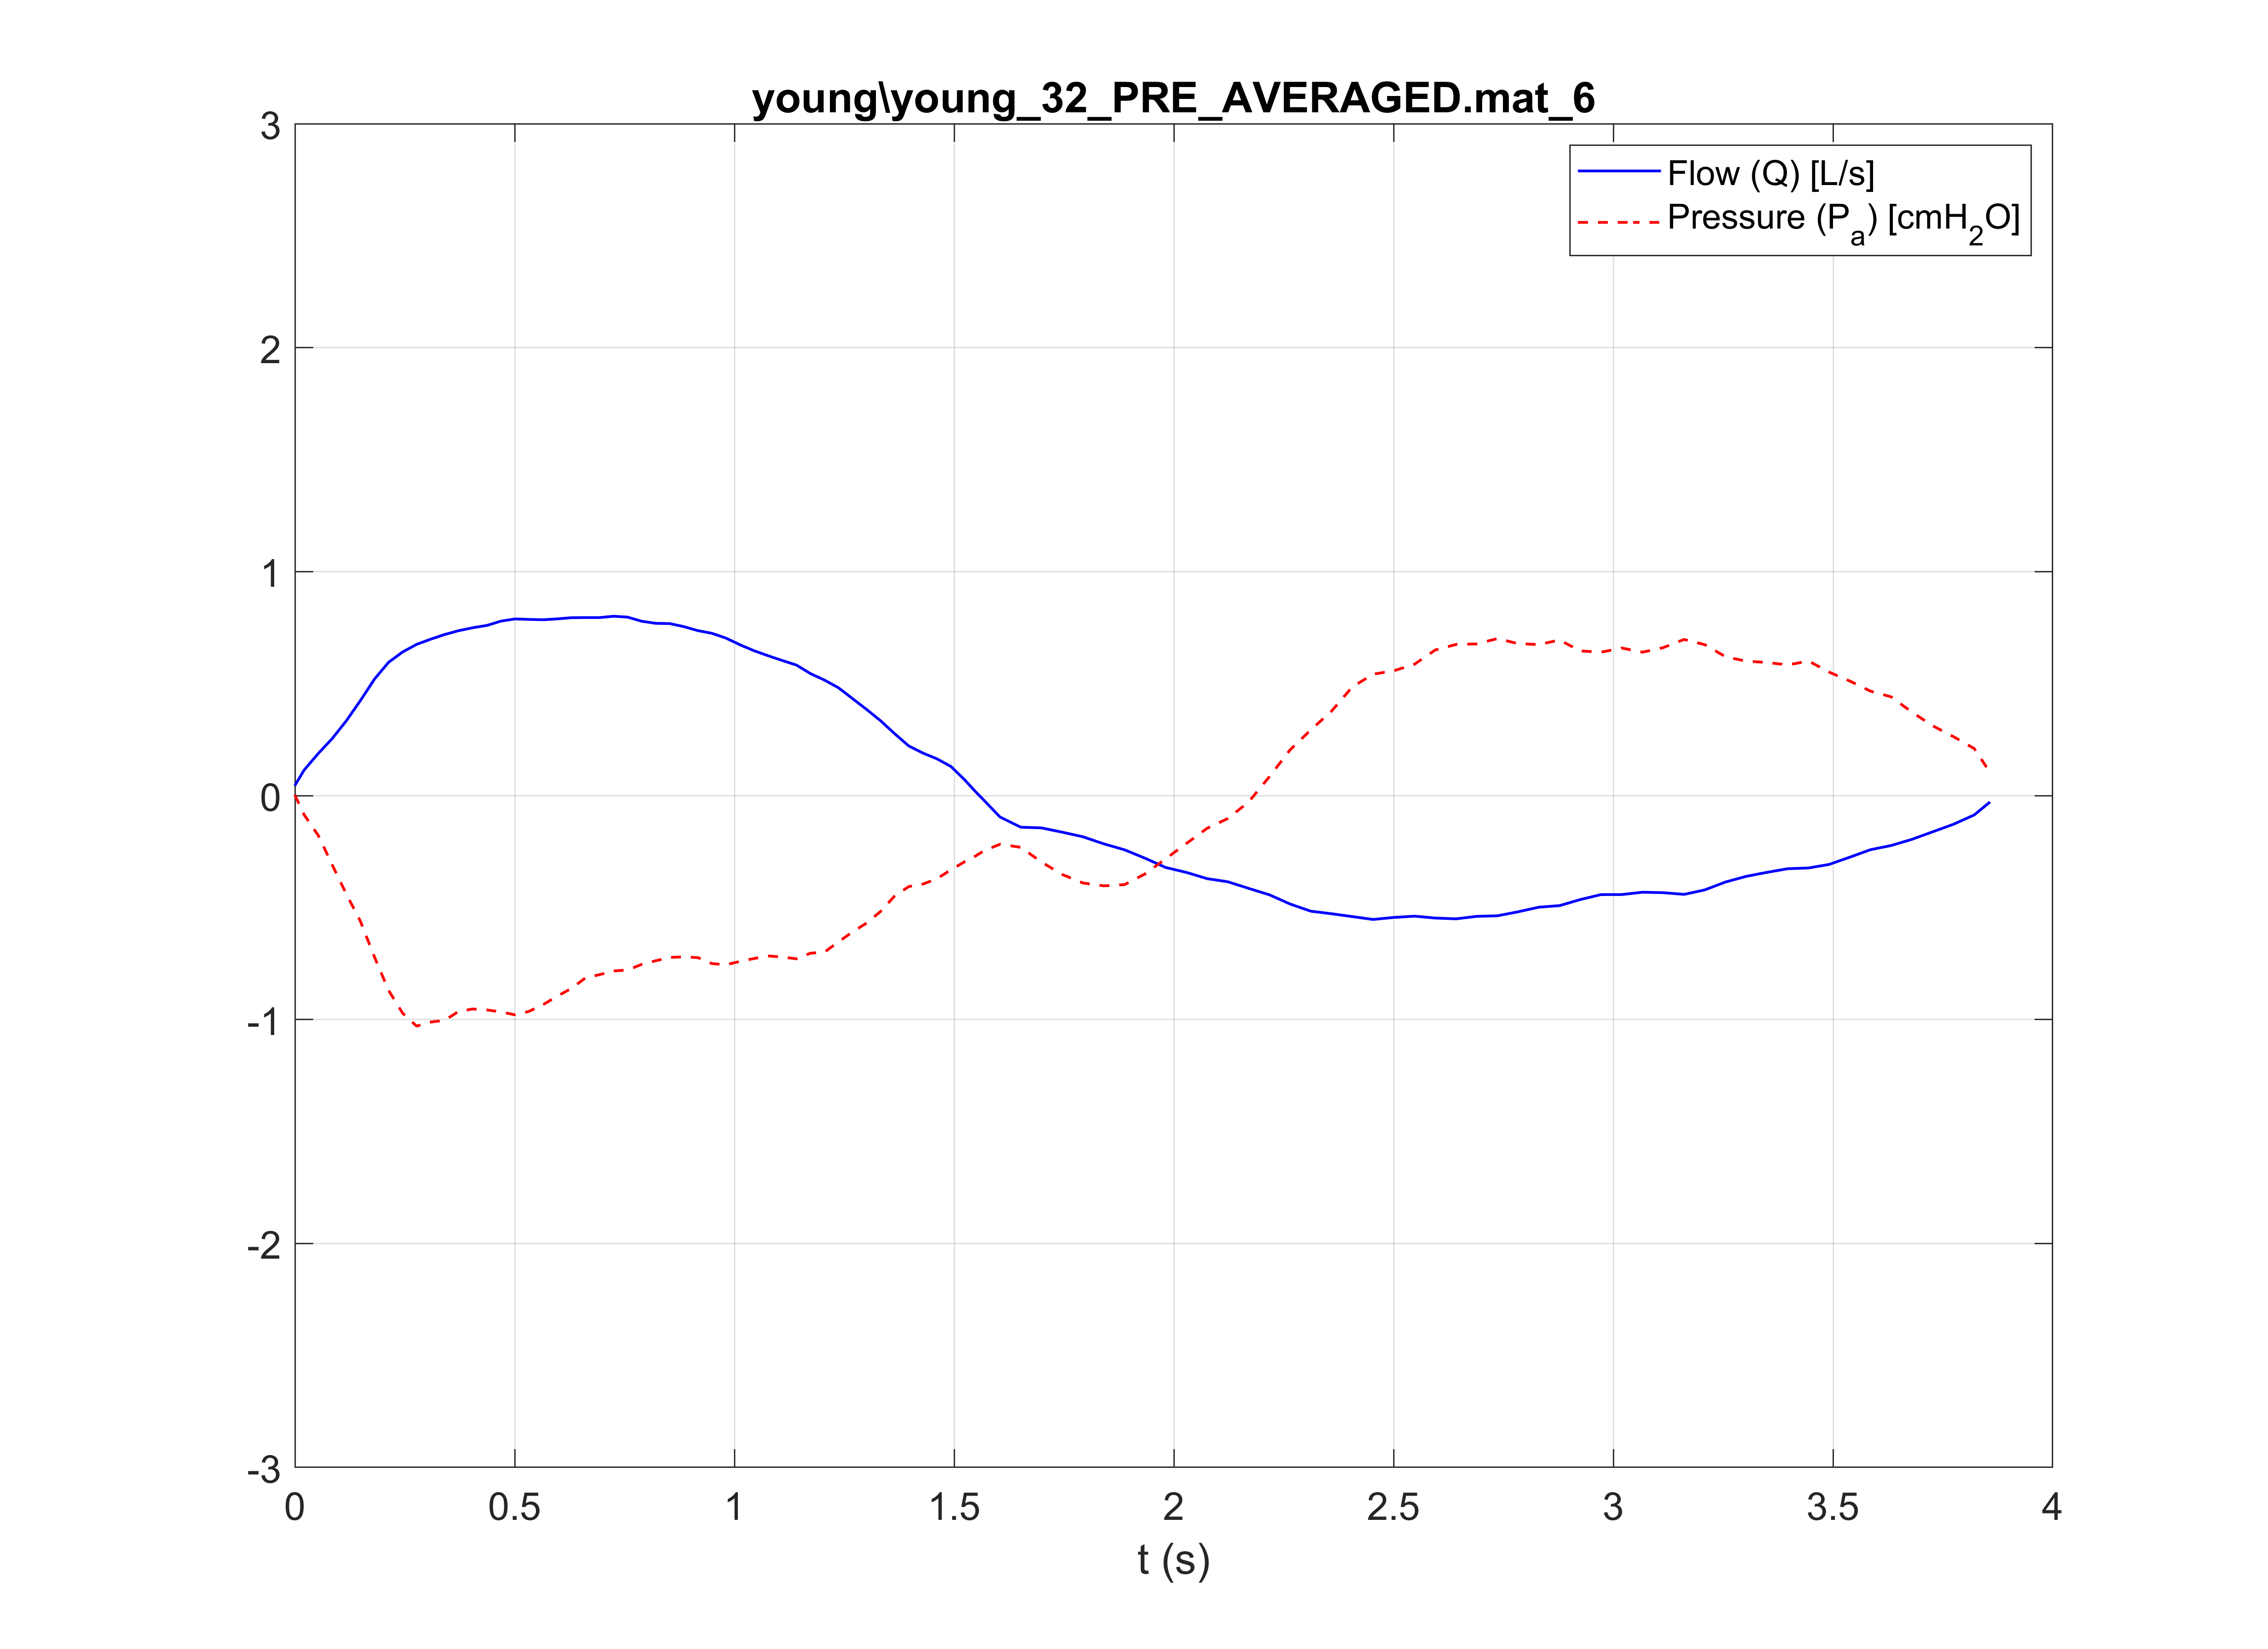 young\young_32_PRE_AVERAGED.mat_6
Flow (Q) [L/s]
Pressure (Pa) [cmH2O]
3
2
1
0
-1
-2
-3
0 0.5 1 1.5 2 2.5 3 3.5 4
t (s)